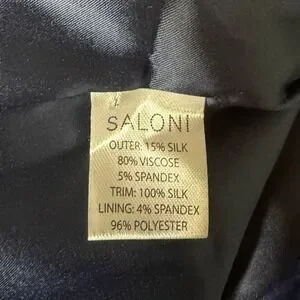 SALONI
OUTER: 15% SILK
80% VISCOSE
5% SPANDEX
TRIM: 100% SILK
LINING: 4% SPANDEX
96% POLYESTER